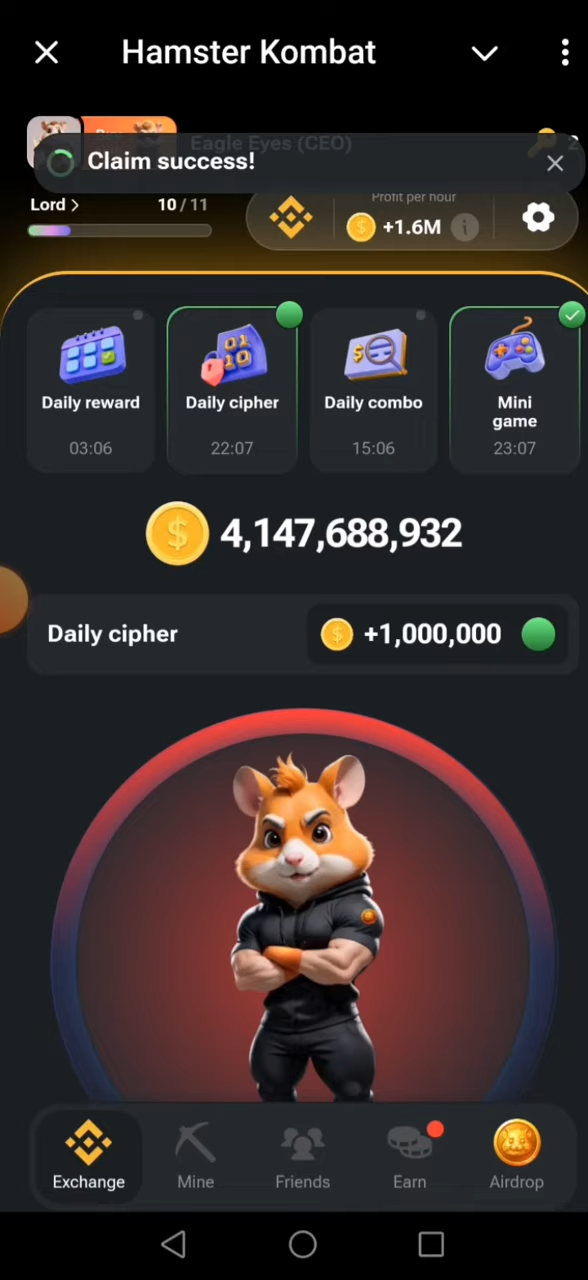 Hamster Kombat
Eagle Eyes (CEO)
Claim success!
Lord >
10 / 11
Profit per hour
+1.6M
Daily reward
03:06
Daily cipher
22:07
Daily combo
15:06
Mini
game
23:07
4,147,688,932
Daily cipher
+1,000,000
Exchange
Mine
Friends
Earn
Airdrop